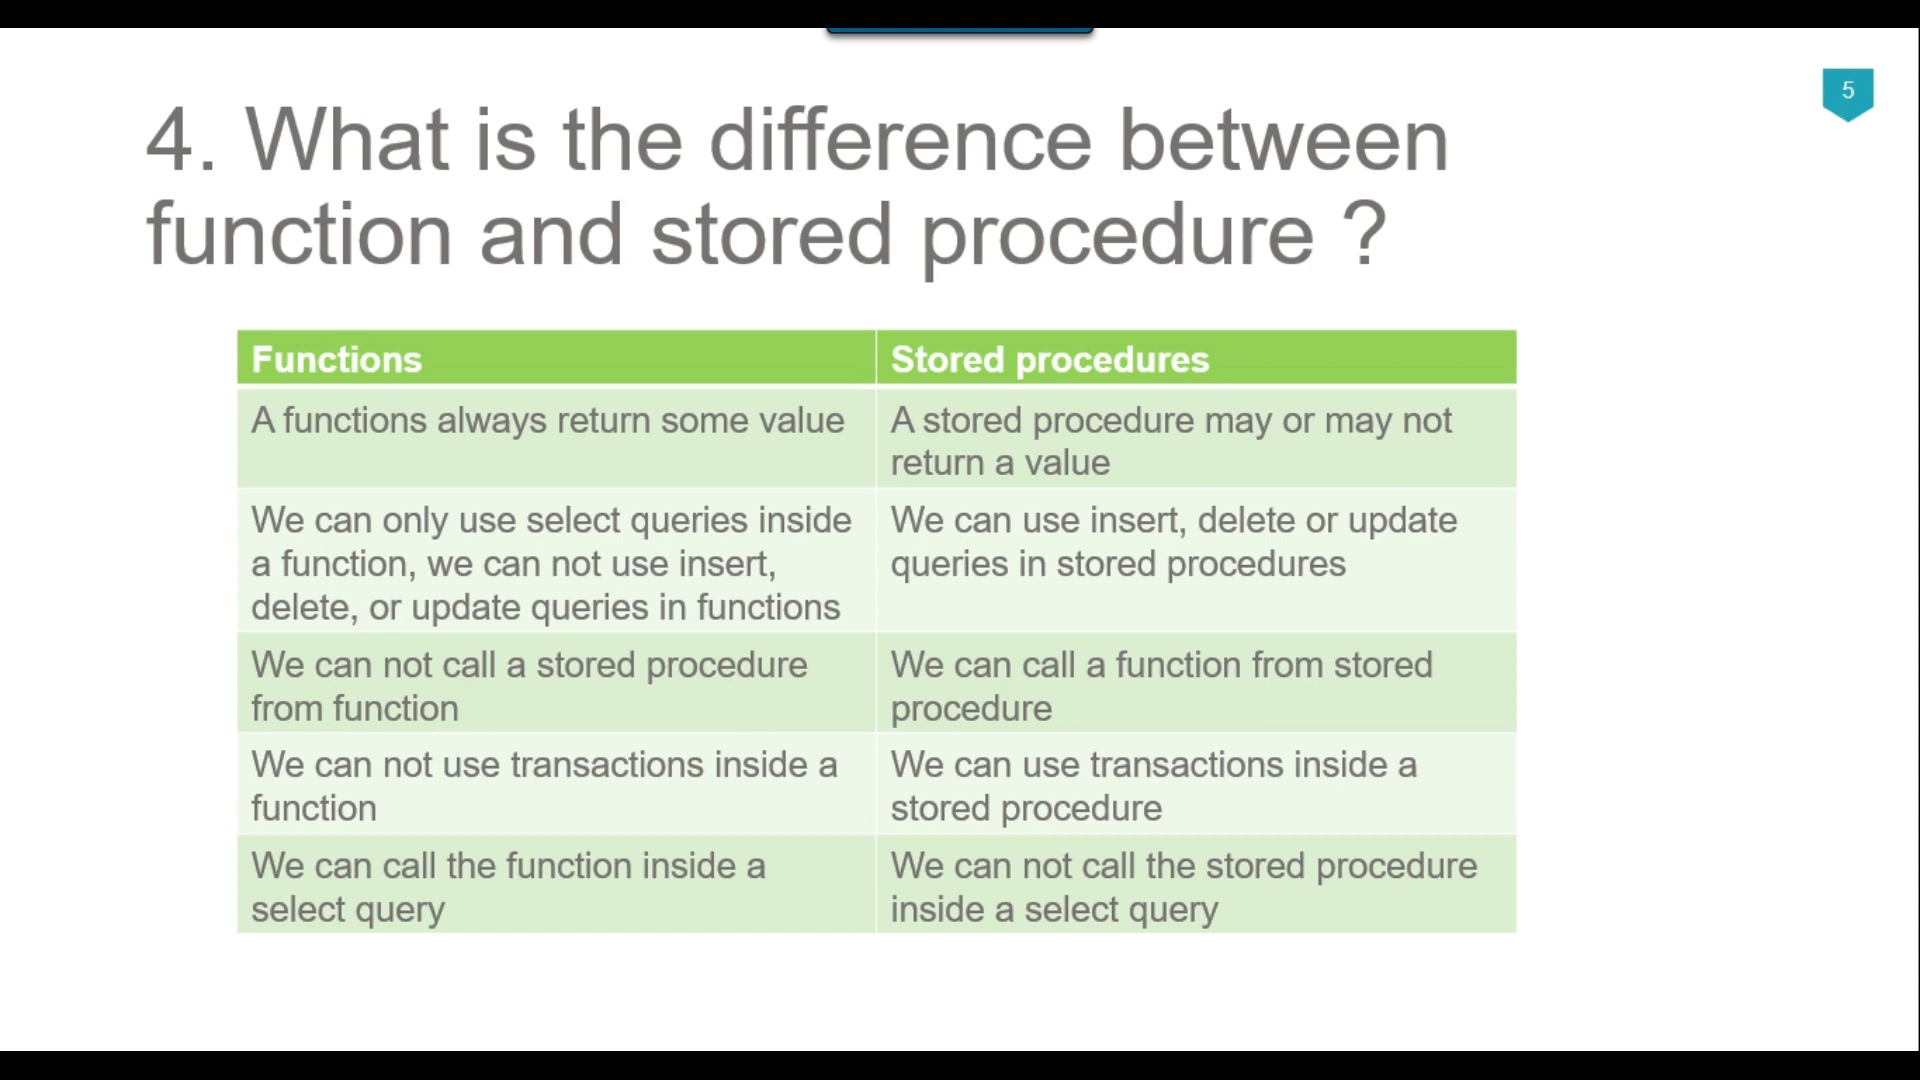 5
4. What is the difference between
function and stored procedure ?
Functions
Stored procedures
A functions always return some value
A stored procedure may or may not
return a value
We can only use select queries inside
a function, we can not use insert,
delete, or update queries in functions
We can use insert, delete or update
queries in stored procedures
We can not call a stored procedure
from function
We can call a function from stored
procedure
We can not use transactions inside a
function
We can use transactions inside a
stored procedure
We can call the function inside a
select query
We can not call the stored procedure
inside a select query